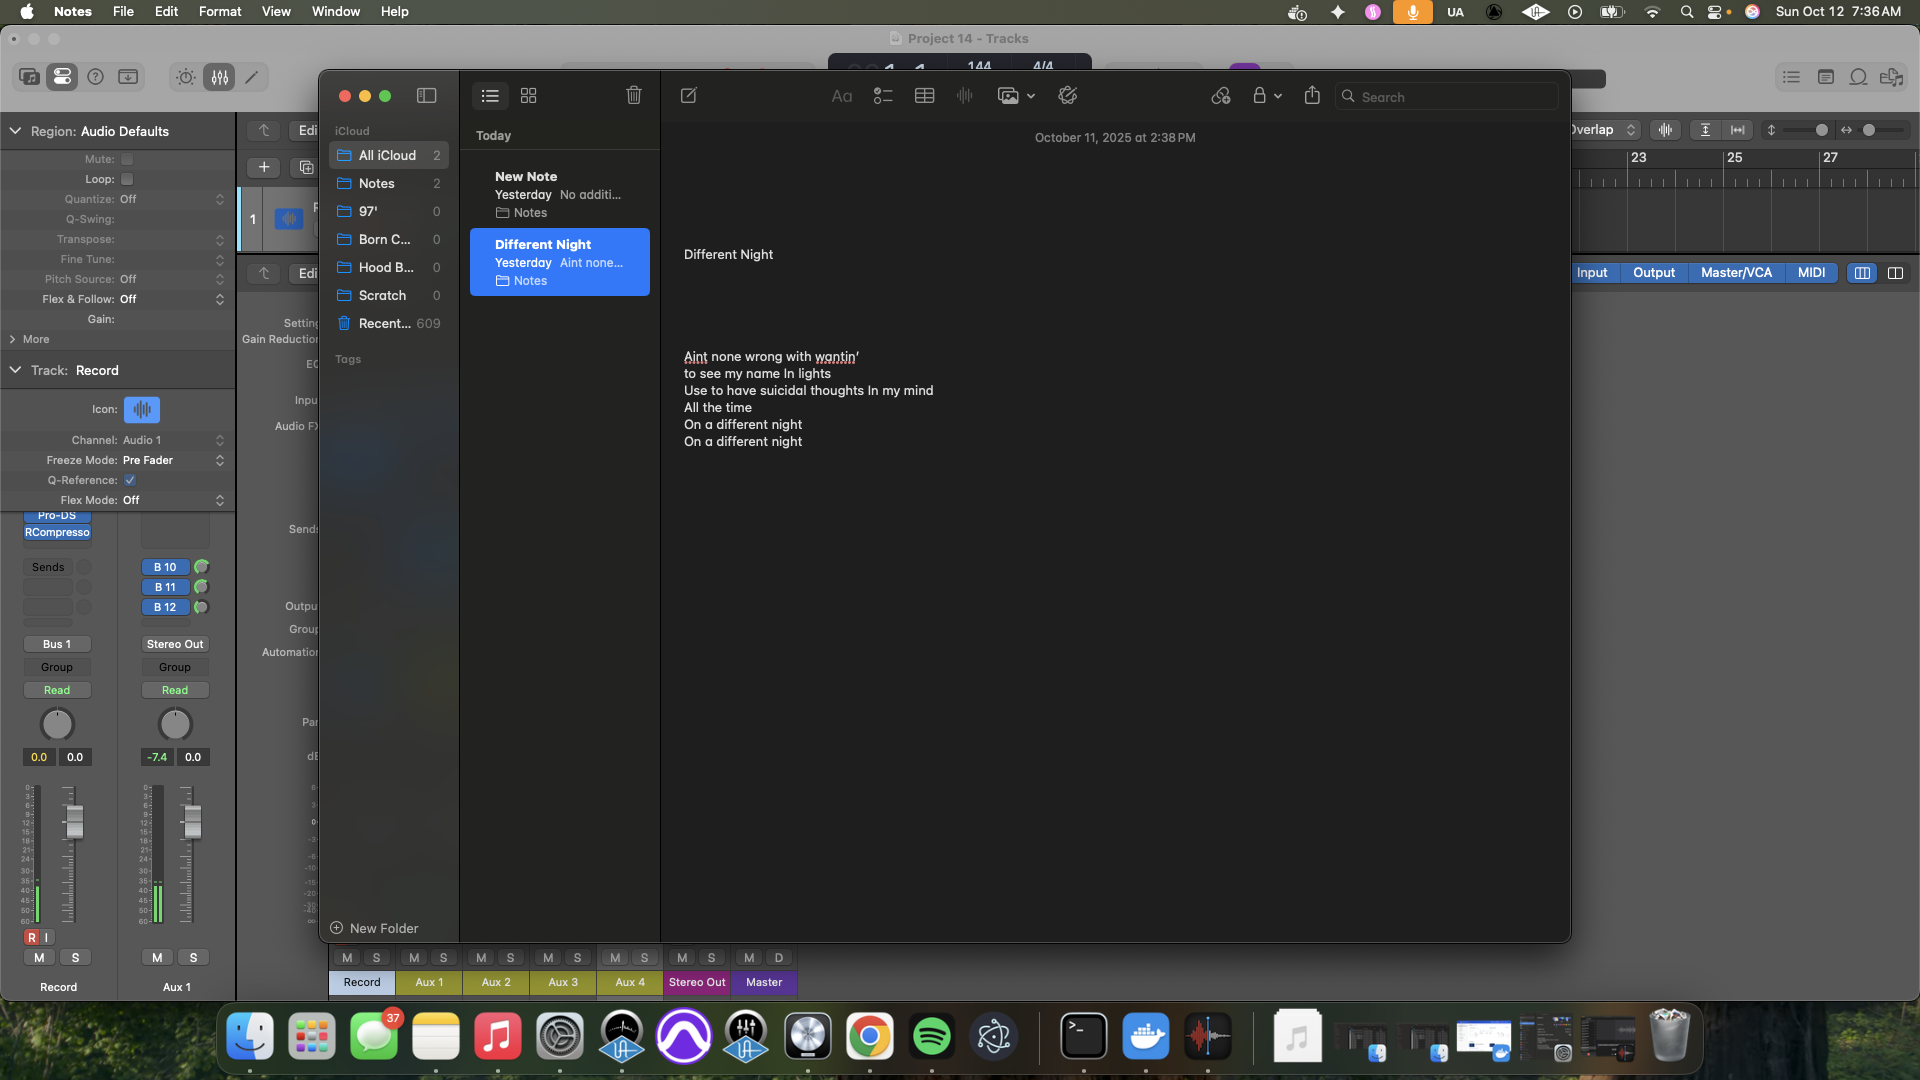 Notes File Edit Format View Window Help
UA Sun Oct 12 7:36 AM
Project 14 - Tracks
144 4/4
Region: Audio Defaults
Mute:
Loop:
Quantize: Off
Q-Swing:
Transpose:
Fine Tune:
Pitch Source: Off
Flex & Follow: Off
Gain:
More
Track: Record
Icon:
Channel: Audio 1
Freeze Mode: Pre Fader
Q-Reference:
Flex Mode: Off
Pro-DS
RCompresso
Sends
B 10
B 11
B 12
Bus 1 Stereo Out
Group Group
Read Read
0.0 0.0 -7.4 0.0
R I
M S M S
Record Aux 1
Edi
1
Edi
Setting
Gain Reduction
EQ
Input
Audio FX
Sends
Output
Group
Automation
Pan
dB
iCloud
All iCloud 2
Notes 2
97' 0
Born C... 0
Hood B... 0
Scratch 0
Recent... 609
Tags
New Folder
Today
New Note
Yesterday No additi...
Notes
Different Night
Yesterday Aint none...
Notes
Aa
Search
October 11, 2025 at 2:38 PM
Different Night
Aint none wrong with wantin'
to see my name In lights
Use to have suicidal thoughts In my mind
All the time
On a different night
On a different night
Overlap
23 25 27
Input Output Master/VCA MIDI
M S M S M S M S M S M S M D
Record Aux 1 Aux 2 Aux 3 Aux 4 Stereo Out Master
37